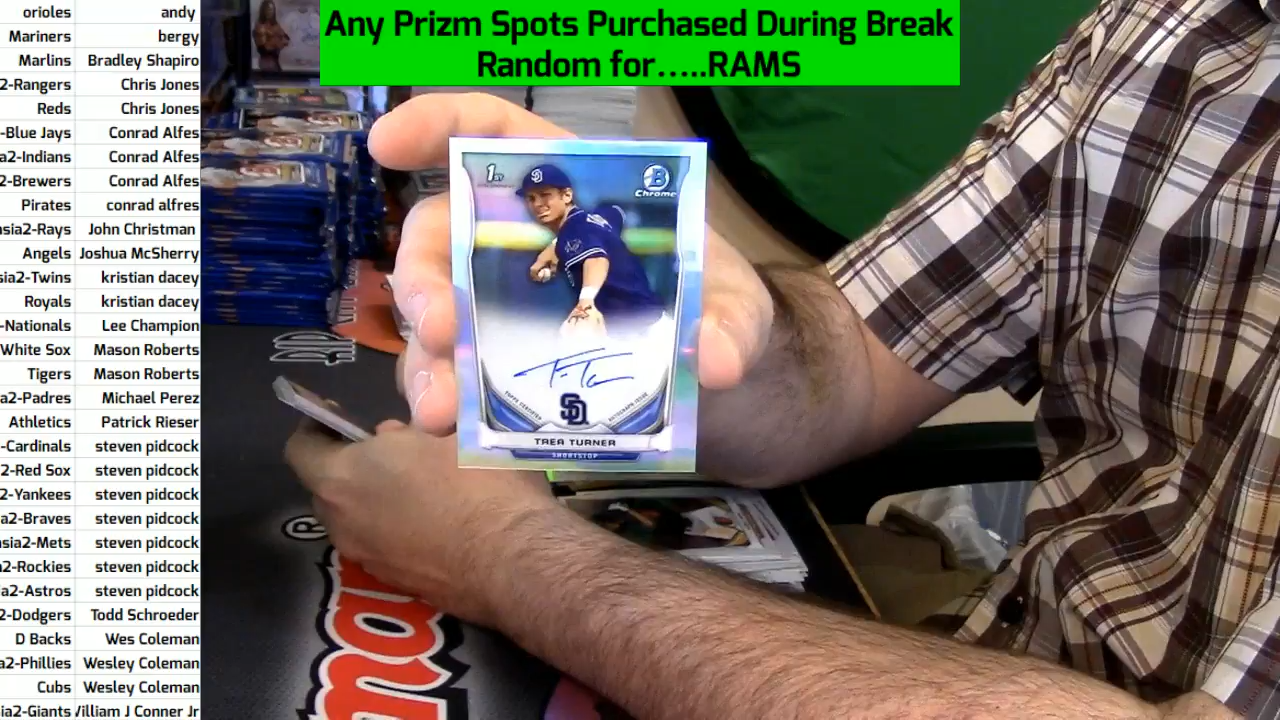 Any Prizm Spots Purchased During Break
Random for.....RAMS
orioles andy
Mariners bergy
Marlins Bradley Shapiro
2-Rangers Chris Jones
Reds Chris Jones
-Blue Jays Conrad Alfes
a2-Indians Conrad Alfes
2-Brewers Conrad Alfes
Pirates conrad alfres
asia2-Rays John Christman
Angels Joshua McSherry
sia2-Twins kristian dacey
Royals kristian dacey
-Nationals Lee Champion
White Sox Mason Roberts
Tigers Mason Roberts
a2-Padres Michael Perez
Athletics Patrick Rieser
-Cardinals steven pidcock
2-Red Sox steven pidcock
2-Yankees steven pidcock
a2-Braves steven pidcock
asia2-Mets steven pidcock
a2-Rockies steven pidcock
a2-Astros steven pidcock
2-Dodgers Todd Schroeder
D Backs Wes Coleman
a2-Phillies Wesley Coleman
Cubs Wesley Coleman
sia2-Giants William J Conner Jr
1st
B
Chrome
SD
TREA TURNER
SHORTSTOP
RIP
®